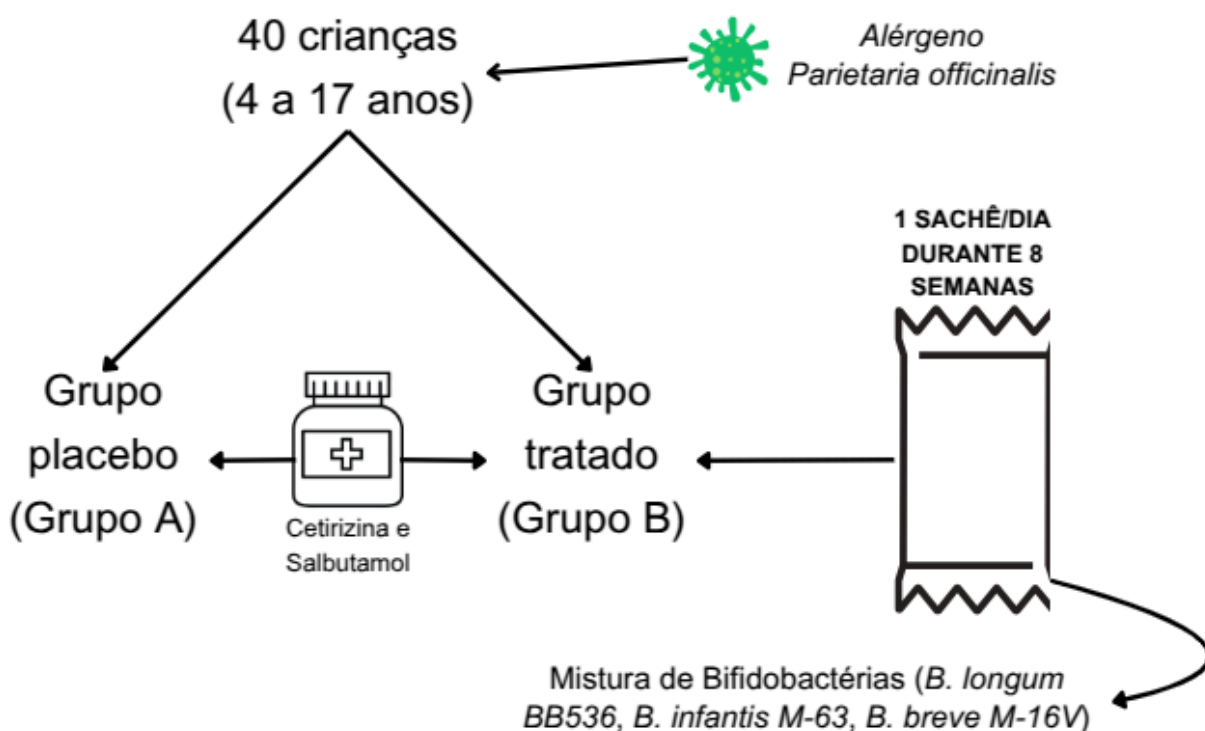 40 crianças
(4 a 17 anos)
Alérgeno
Parietaria officinalis
1 SACHÊ/DIA
DURANTE 8
SEMANAS
Grupo
placebo
(Grupo A)
Cetirizina e
Salbutamol
Grupo
tratado
(Grupo B)
Mistura de Bifidobactérias (B. longum
BB536, B. infantis M-63, B. breve M-16V)